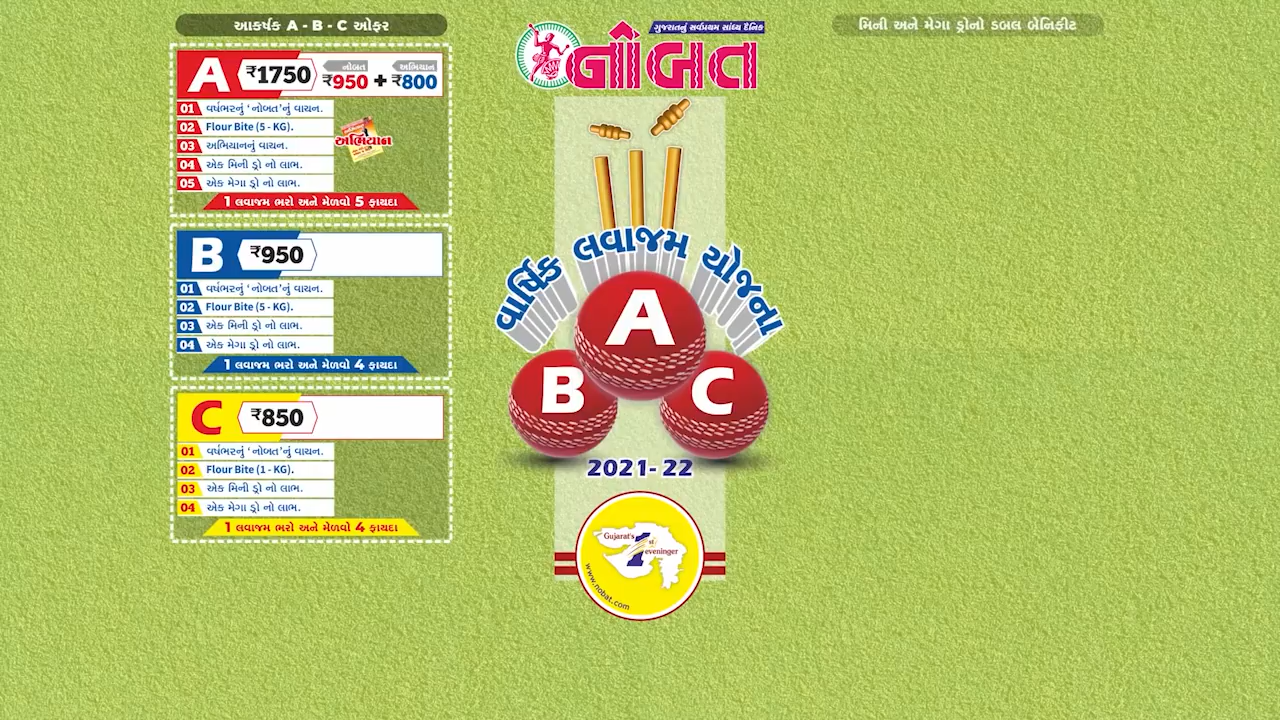 આકર્ષક A - B - C ઓફર
A ₹1750 નોબત ₹950 + અભિયાન ₹800
01 વર્ષભરનું 'નોબત'નું વાચન.
02 Flour Bite (5 - KG).
03 અભિયાનનું વાચન.
04 એક મિની ડ્રો નો લાભ.
05 એક મેગા ડ્રો નો લાભ.
અભિયાન
1 લવાજમ ભરો અને મેળવો 5 ફાયદા
B ₹950
01 વર્ષભરનું 'નોબત'નું વાચન.
02 Flour Bite (5 - KG).
03 એક મિની ડ્રો નો લાભ.
04 એક મેગા ડ્રો નો લાભ.
1 લવાજમ ભરો અને મેળવો 4 ફાયદા
C ₹850
01 વર્ષભરનું 'નોબત'નું વાચન.
02 Flour Bite (1 - KG).
03 એક મિની ડ્રો નો લાભ.
04 એક મેગા ડ્રો નો લાભ.
1 લવાજમ ભરો અને મેળવો 4 ફાયદા
ગુજરાતનું સર્વપ્રથમ સાંધ્ય દૈનિક
નોબત
વાર્ષિક લવાજમ યોજના
A
B C
2021- 22
Gujarat's 1st eveninger
www.nobat.com
મિની અને મેગા ડ્રોનો ડબલ બેનિફીટ